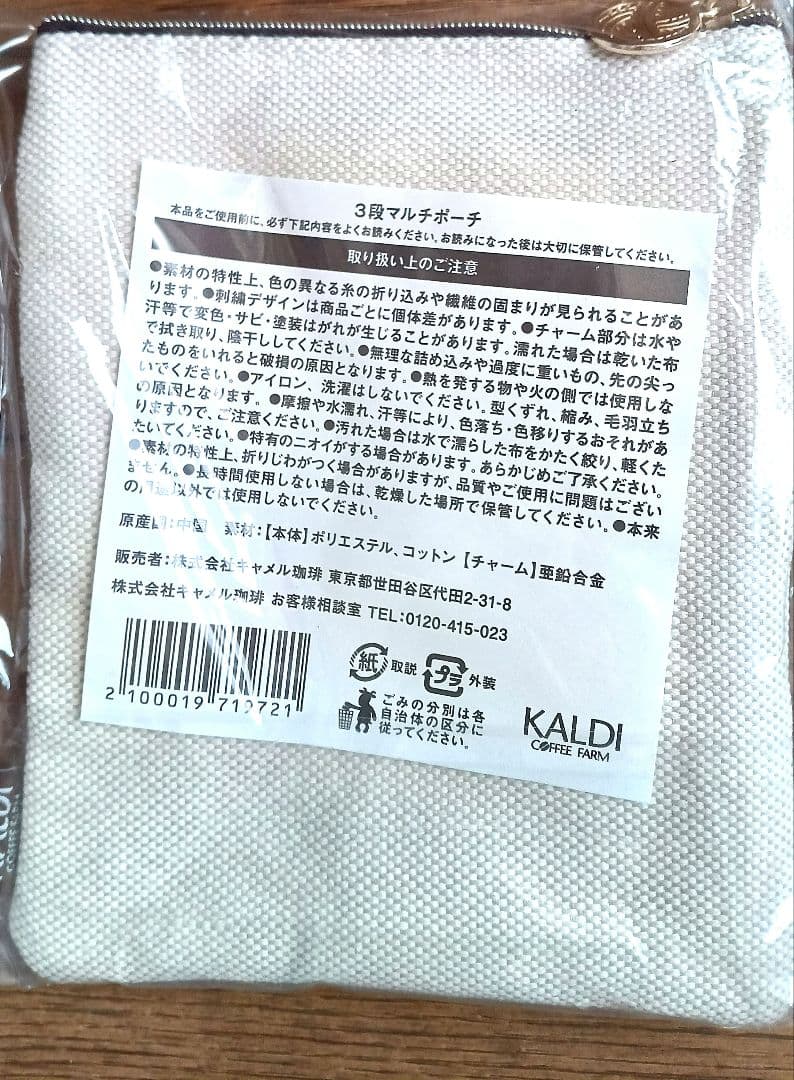 3段マルチポーチ
本品をご使用前に、必ず下記内容をよくお読みください。お読みになった後は大切に保管してください。
取り扱い上のご注意
●素材の特性上、色の異なる糸の折り込みや繊維の固まりが見られることがあ
ります。●刺繍デザインは商品ごとに個体差があります。●チャーム部分は水や
汗等で変色・サビ・塗装はがれが生じることがあります。濡れた場合は乾いた布
で拭き取り、陰干ししてください。●無理な詰め込みや過度に重いもの、先の尖っ
たものをいれると破損の原因となります。●熱を発する物や火の側では使用しな
いでください。●アイロン、洗濯はしないでください。型くずれ、縮み、毛羽立ち
の原因となります。●摩擦や水濡れ、汗等により、色落ち・色移りするおそれがあ
りますので、ご注意ください。●汚れた場合は水で濡らした布をかたく絞り、軽くた
たいてください。●特有のニオイがする場合があります。あらかじめご了承ください。
●素材の特性上、折りじわがつく場合がありますが、品質やご使用に問題はござい
ません。●長時間使用しない場合は、乾燥した場所で保管してください。●本来
の用途以外では使用しないでください。
原産国:中国 素材:【本体】ポリエステル、コットン【チャーム】亜鉛合金
販売者:株式会社キャメル珈琲 東京都世田谷区代田2-31-8
株式会社キャメル珈琲 お客様相談室 TEL:0120-415-023
2 100019 719721
紙 取説 プラ 外装
ごみの分別は各
自治体の区分に
従ってください。
KALDI
COFFEE FARM